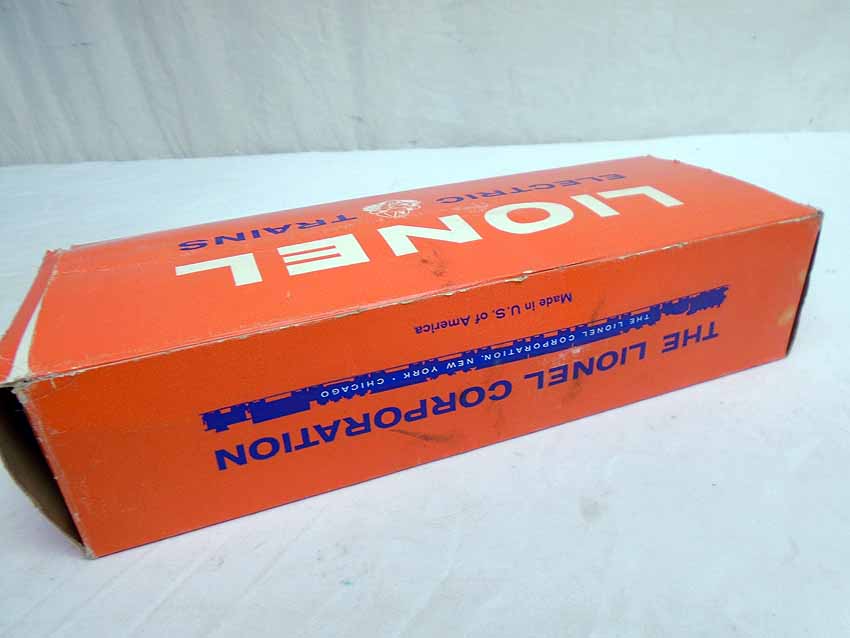 LIONEL
ELECTRIC TRAINS
Made in U.S. of America
THE LIONEL CORPORATION, NEW YORK · CHICAGO
THE LIONEL CORPORATION